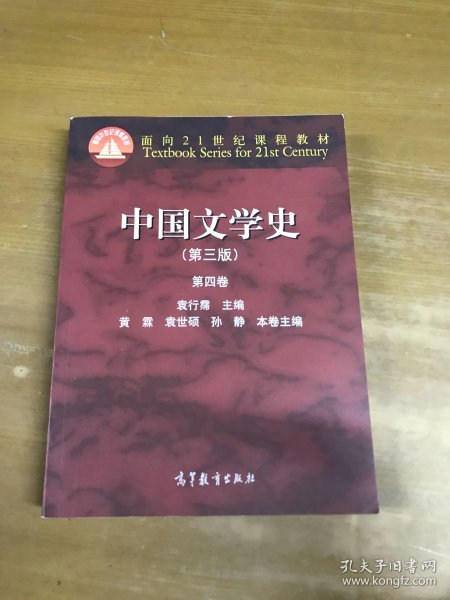 面向21世纪课程教材
Textbook Series for 21st Century
中国文学史
(第三版)
第四卷
袁行霈 主编
黄 霖 袁世硕 孙 静 本卷主编
高等教育出版社
孔夫子旧书网
www.kongfz.com